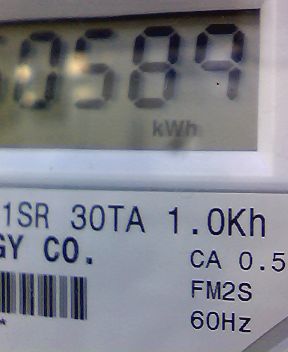 0589
kWh
1SR 30TA 1.0Kh
GY CO.
CA 0.5
FM2S
60Hz